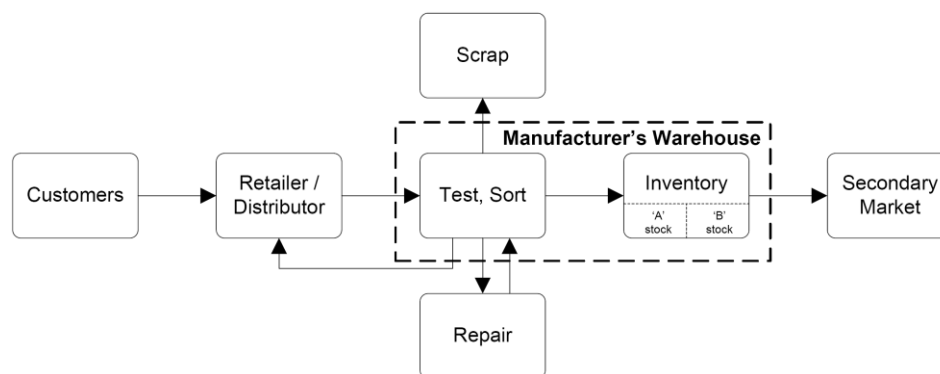 Scrap
Manufacturer’s Warehouse
Customers
Retailer /
Distributor
Test, Sort
Inventory
‘A’
stock
‘B’
stock
Secondary
Market
Repair